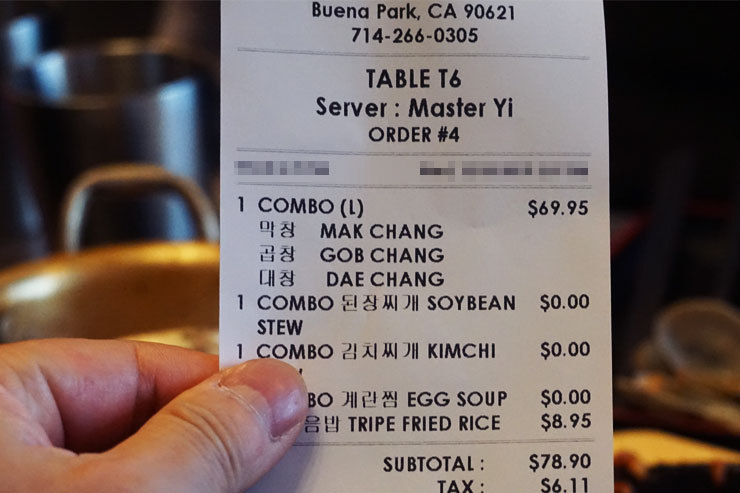 Buena Park, CA 90621
714-266-0305
TABLE T6
Server : Master Yi
ORDER #4
1 COMBO (L) $69.95
막창 MAK CHANG
곱창 GOB CHANG
대창 DAE CHANG
1 COMBO 된장찌개 SOYBEAN $0.00
STEW
1 COMBO 김치찌개 KIMCHI $0.00
BO 계란찜 EGG SOUP $0.00
음밥 TRIPE FRIED RICE $8.95
SUBTOTAL : $78.90
TAX : $6.11